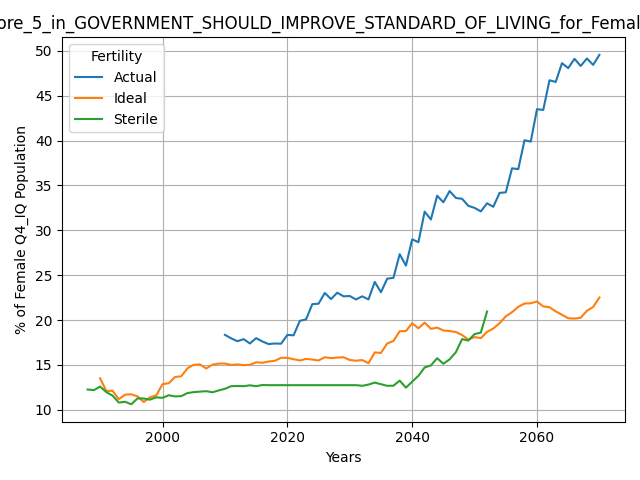 ore_5_in_GOVERNMENT_SHOULD_IMPROVE_STANDARD_OF_LIVING_for_Femal
Fertility
Actual
Ideal
Sterile
50
45
40
35
30
25
20
15
10
% of Female Q4_IQ Population
2000
2020
2040
2060
Years